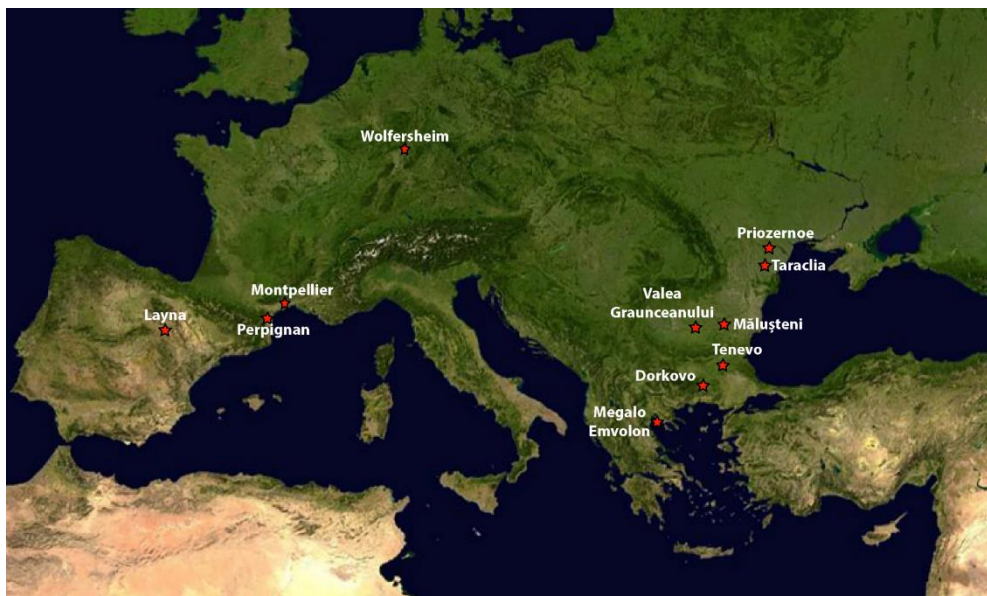 Wolfersheim
Priozernoe
Taraclia
Montpellier
Valea
Graunceanului
Layna
Perpignan
Mălușteni
Tenevo
Dorkovo
Megalo
Emvolon